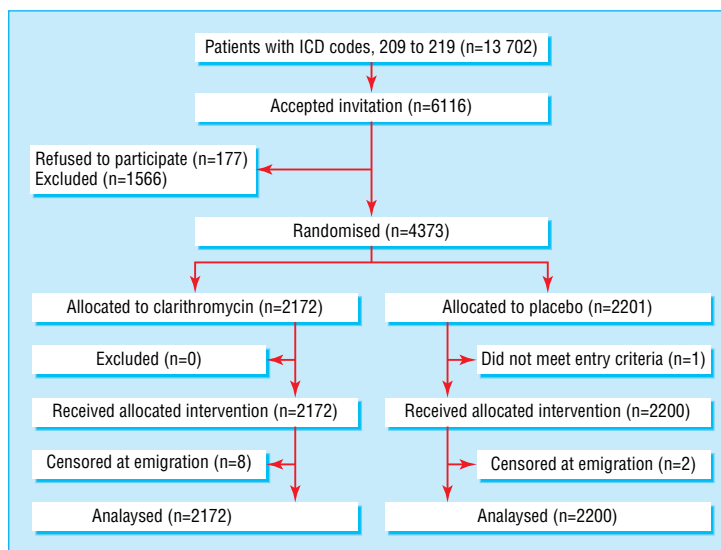 Patients with ICD codes, 209 to 219 (n=13 702)
Accepted invitation (n=6116)
Refused to participate (n=177)
Excluded (n=1566)
Randomised (n=4373)
Allocated to clarithromycin (n=2172)
Allocated to placebo (n=2201)
Excluded (n=0)
Did not meet entry criteria (n=1)
Received allocated intervention (n=2172)
Received allocated intervention (n=2200)
Censored at emigration (n=8)
Censored at emigration (n=2)
Analaysed (n=2172)
Analaysed (n=2200)